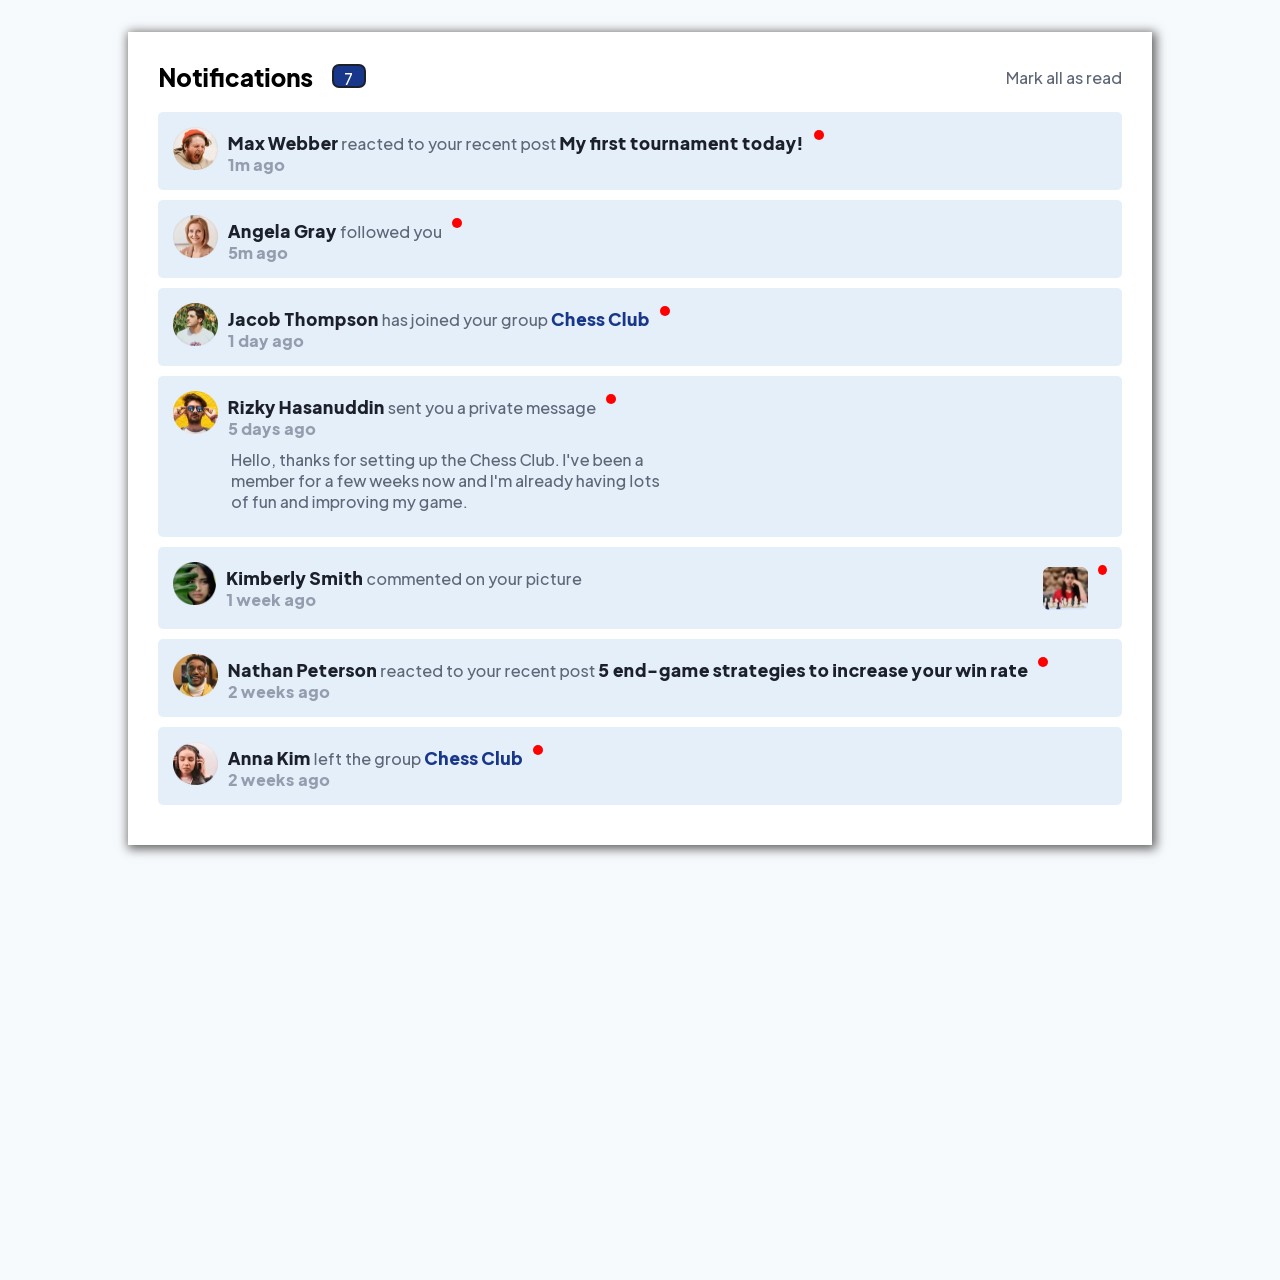 Notifications 7 Mark all as read
Max Webber reacted to your recent post My first tournament today!
1m ago
Angela Gray followed you
5m ago
Jacob Thompson has joined your group Chess Club
1 day ago
Rizky Hasanuddin sent you a private message
5 days ago
Hello, thanks for setting up the Chess Club. I've been a
member for a few weeks now and I'm already having lots
of fun and improving my game.
Kimberly Smith commented on your picture
1 week ago
Nathan Peterson reacted to your recent post 5 end-game strategies to increase your win rate
2 weeks ago
Anna Kim left the group Chess Club
2 weeks ago